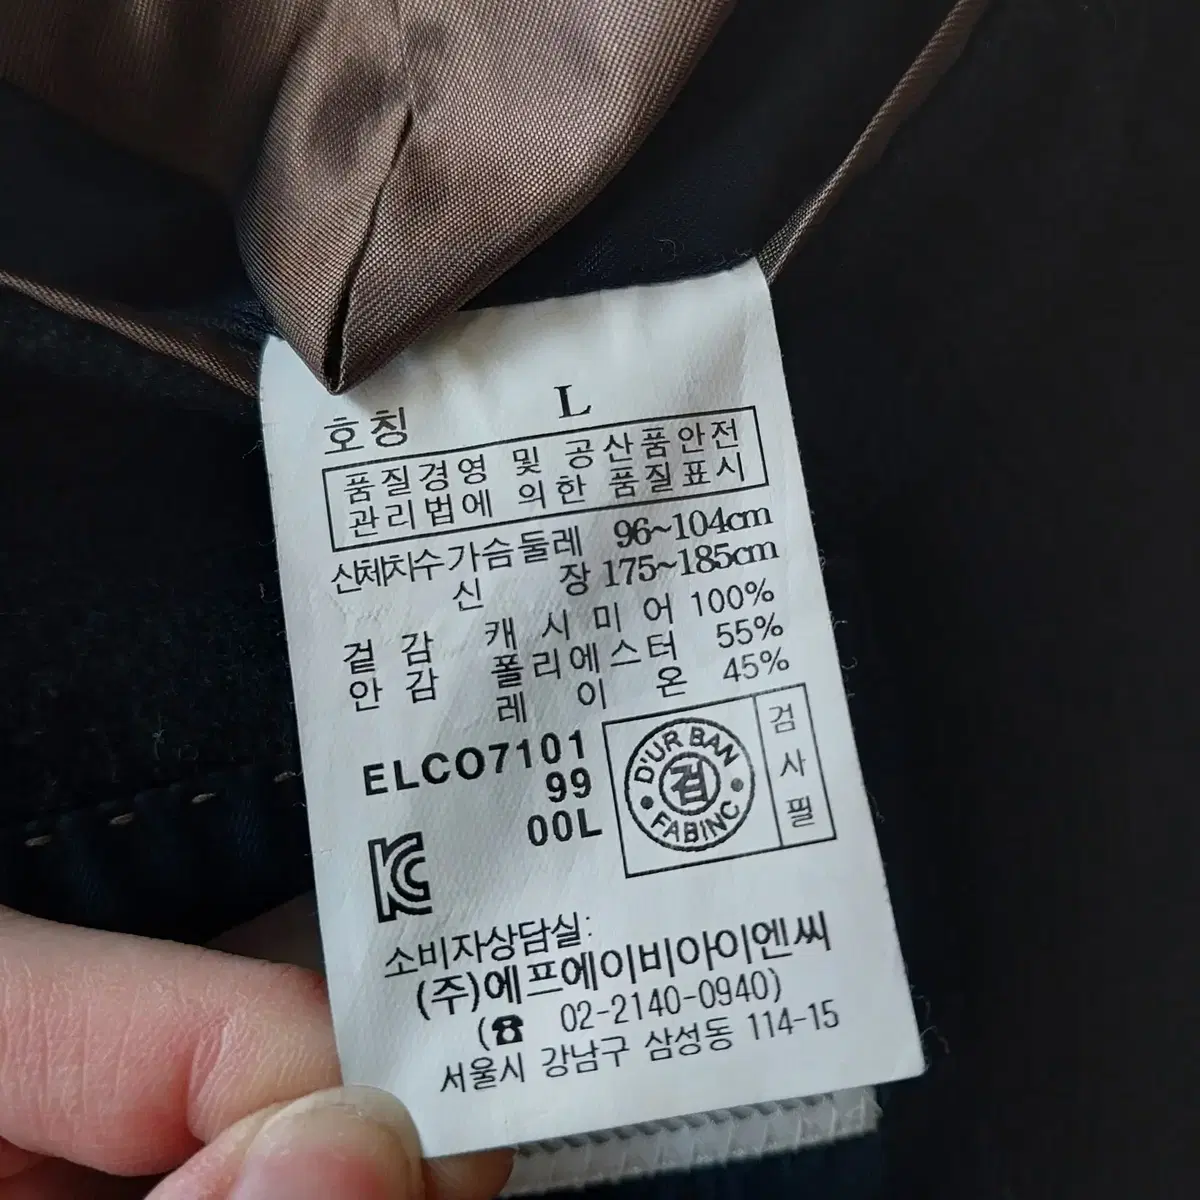 호칭 L
품질경영 및 공산품안전
관리법에 의한 품질표시
신체치수 가슴둘레 96~104cm
신 장 175~185cm
겉 감 캐 시 미 어 100%
안 감 폴리에스터 55%
레 이 온 45%
ELCO7101
99
00L
D'URBAN
검
FABINC
검사필
KC
소비자상담실:
(주)에프에이비아이엔씨
(☎ 02-2140-0940)
서울시 강남구 삼성동 114-15